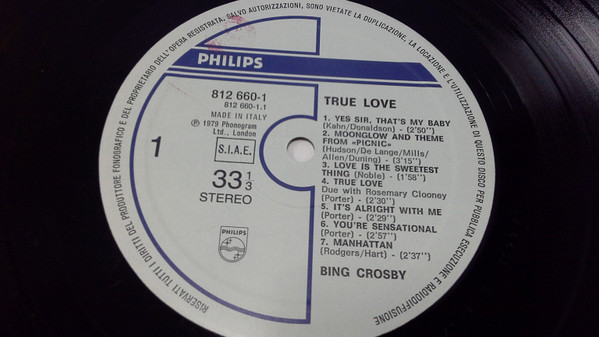 RISERVATI TUTTI I DIRITTI DEL PRODUTTORE FONOGRAFICO E DEL PROPRIETARIO DELL'OPERA REGISTRATA, SALVO AUTORIZZAZIONI, SONO VIETATE LA DUPLICAZIONE, LA LOCAZIONE E L'UTILIZZAZIONE DI QUESTO DISCO PER PUBBLICA ESECUZIONE E RADIODIFFUSIONE
PHILIPS
812 660-1
812 660-1.1
MADE IN ITALY
℗ 1979 Phonogram
Ltd., London
1
S.I.A.E.
33 1/3
STEREO
PHILIPS
TRUE LOVE
1. YES SIR, THAT'S MY BABY
(Kahn/Donaldson) - (2'50'')
2. MOONGLOW AND THEME
FROM «PICNIC»
(Hudson/De Lange/Mills/
Allen/Duning) - (3'15'')
3. LOVE IS THE SWEETEST
THING (Noble) - (1'58'')
4. TRUE LOVE
Due with Rosemary Clooney
(Porter) - (2'30'')
5. IT'S ALRIGHT WITH ME
(Porter) - (2'29'')
6. YOU'RE SENSATIONAL
(Porter) - (2'57'')
7. MANHATTAN
(Rodgers/Hart) - (2'37'')
BING CROSBY